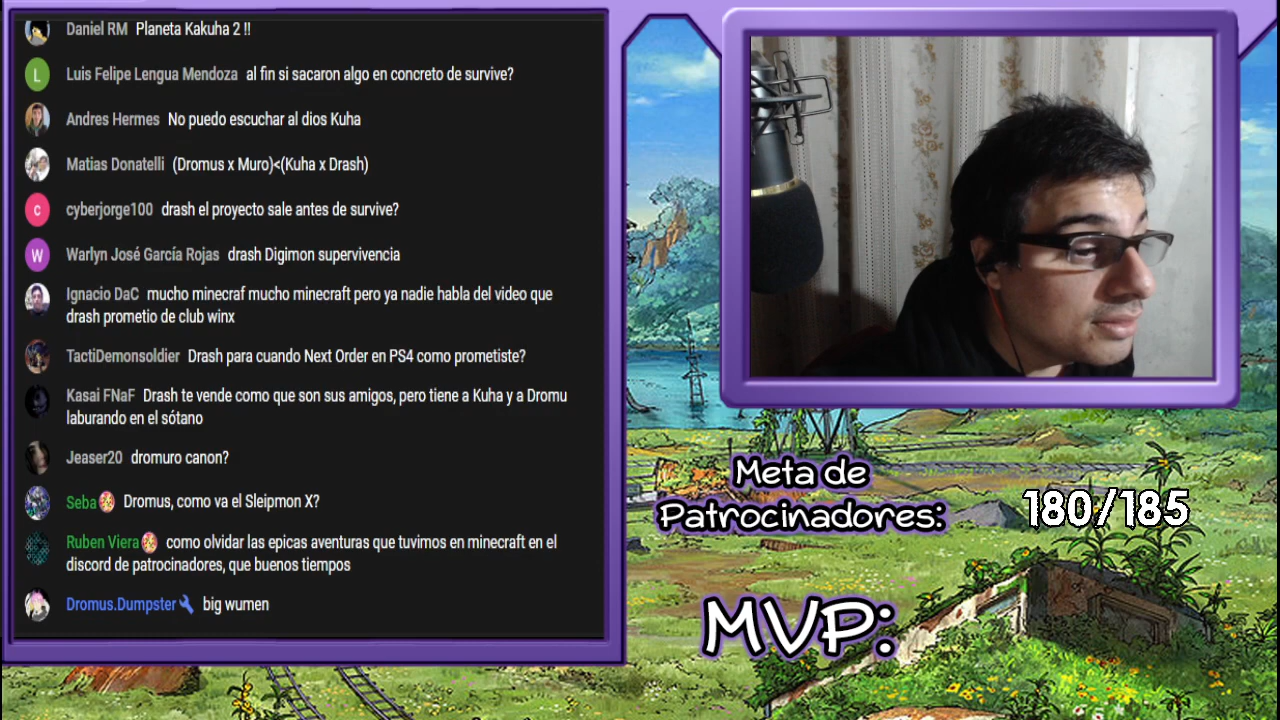 Daniel RM Planeta Kakuha 2 !!
Luis Felipe Lengua Mendoza al fin si sacaron algo en concreto de survive?
Andres Hermes No puedo escuchar al dios Kuha
Matias Donatelli (Dromus x Muro)<(Kuha x Drash)
cyberjorge100 drash el proyecto sale antes de survive?
Warlyn José García Rojas drash Digimon supervivencia
Ignacio DaC mucho minecraf mucho minecraft pero ya nadie habla del video que
drash prometio de club winx
TactiDemonsoldier Drash para cuando Next Order en PS4 como prometiste?
Kasai FNaF Drash te vende como que son sus amigos, pero tiene a Kuha y a Dromu
laburando en el sótano
Jeaser20 dromuro canon?
Seba Dromus, como va el Sleipmon X?
Ruben Viera como olvidar las epicas aventuras que tuvimos en minecraft en el
discord de patrocinadores, que buenos tiempos
Dromus.Dumpster big wumen
L
c
W
Meta de
Patrocinadores:
180/185
MVP: